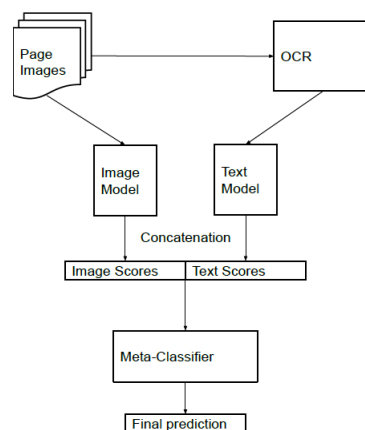 Page
Images
OCR
Image
Model
Text
Model
Concatenation
Image Scores
Text Scores
Meta-Classifier
Final prediction